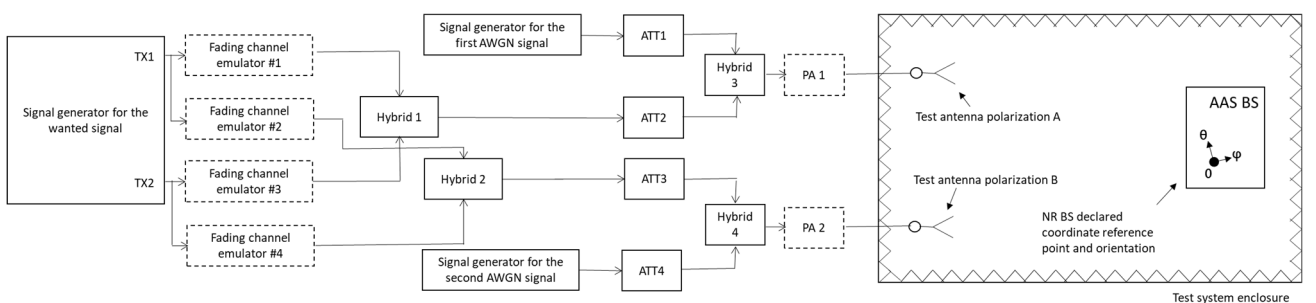 Signal generator for the
wanted signal
TX1
TX2
Fading channel
emulator #1
Fading channel
emulator #2
Fading channel
emulator #3
Fading channel
emulator #4
Hybrid 1
Hybrid 2
Signal generator for the
first AWGN signal
Signal generator for the
second AWGN signal
ATT1
ATT2
ATT3
ATT4
Hybrid
3
Hybrid
4
PA 1
PA 2
Test antenna polarization A
Test antenna polarization B
AAS BS
θ
φ
0
NR BS declared
coordinate reference
point and orientation
Test system enclosure